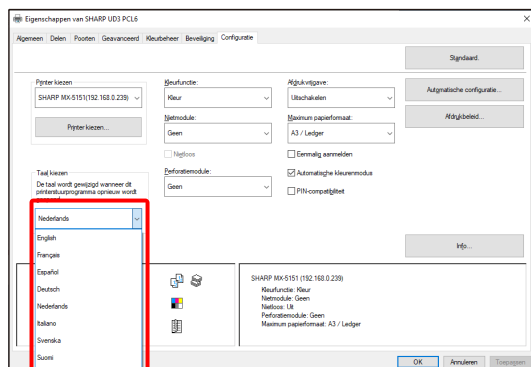 Eigenschappen van SHARP UD3 PCL6
Algemeen Delen Poorten Geavanceerd Kleurbeheer Beveiliging Configuratie
Standaard.
Printer kiezen
SHARP MX-5151(192.168.0.239)
Printer kiezen...
Kleurfunctie:
Kleur
Afdrukvrijgave:
Uitschakelen
Automatische configuratie...
Nietmodule:
Geen
Maximum papierformaat:
A3 / Ledger
Afdrukbeleid...
Nietloos
Eenmalig aanmelden
Taal kiezen
De taal wordt gewijzigd wanneer dit
printerstuurprogramma opnieuw wordt
Perforatiemodule:
Geen
Automatische kleurenmodus
PIN-compatibiliteit
Nederlands
English
Français
Español
Deutsch
Nederlands
Italiano
Svenska
Suomi
Info...
SHARP MX-5151 (192.168.0.239)
Kleurfunctie: Kleur
Nietmodule: Geen
Nietloos: Uit
Perforatiemodule: Geen
Maximum papierformaat: A3 / Ledger
OK Annuleren Toepassen